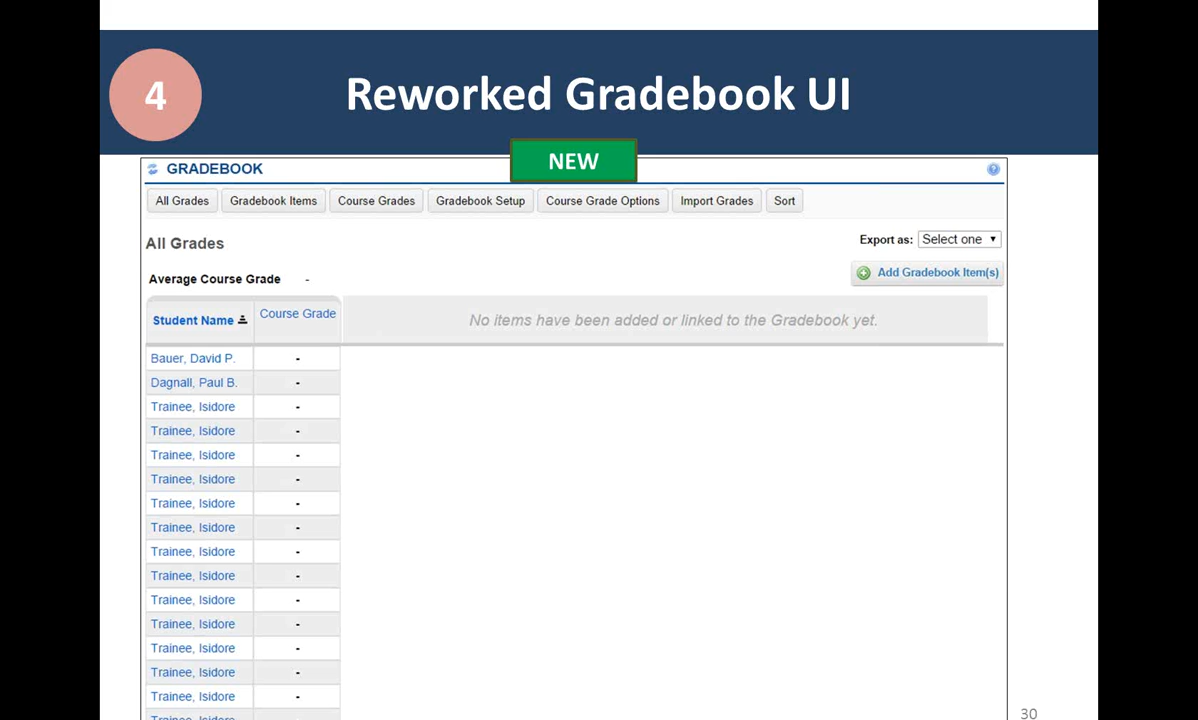 4
Reworked Gradebook UI
NEW
GRADEBOOK
All Grades Gradebook Items Course Grades Gradebook Setup Course Grade Options Import Grades Sort
All Grades
Export as: Select one
Average Course Grade -
Add Gradebook Item(s)
Student Name Course Grade
No items have been added or linked to the Gradebook yet.
Bauer, David P. -
Dagnall, Paul B. -
Trainee, Isidore -
Trainee, Isidore -
Trainee, Isidore -
Trainee, Isidore -
Trainee, Isidore -
Trainee, Isidore -
Trainee, Isidore -
Trainee, Isidore -
Trainee, Isidore -
Trainee, Isidore -
Trainee, Isidore -
Trainee, Isidore -
Trainee, Isidore -
Trainee, Isidore
30